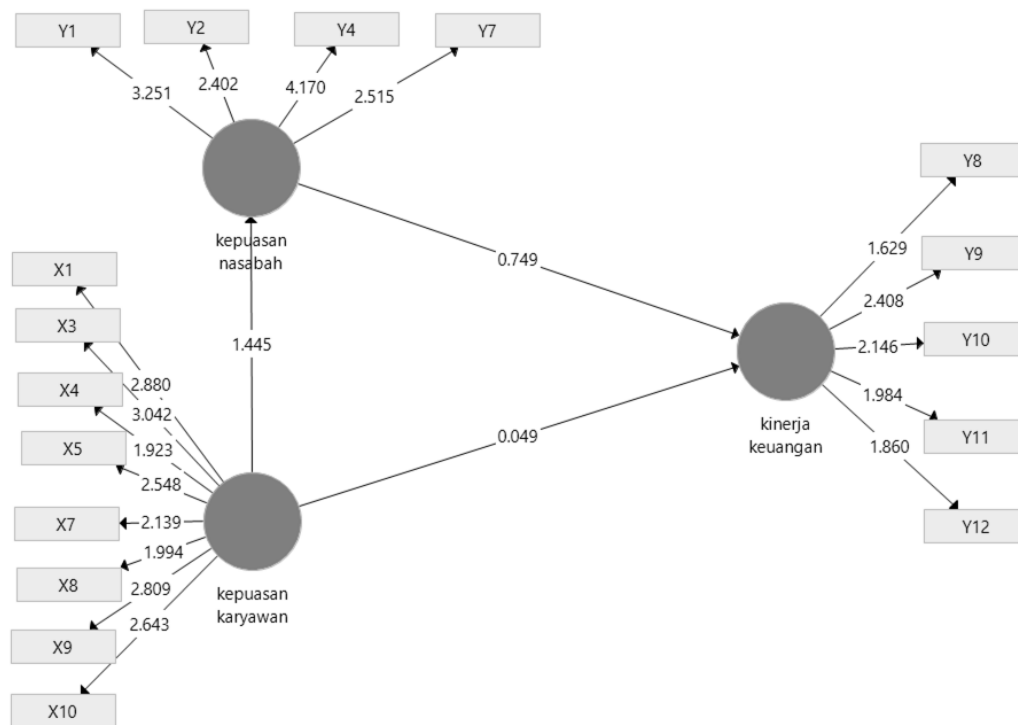 Y1
Y2
Y4
Y7
3.251
2.402
4.170
2.515
kepuasan
nasabah
X1
X3
X4
X5
X7
X8
X9
X10
2.880
3.042
1.923
2.548
2.139
1.994
2.809
2.643
kepuasan
karyawan
1.445
0.749
0.049
kinerja
keuangan
1.629
2.408
2.146
1.984
1.860
Y8
Y9
Y10
Y11
Y12